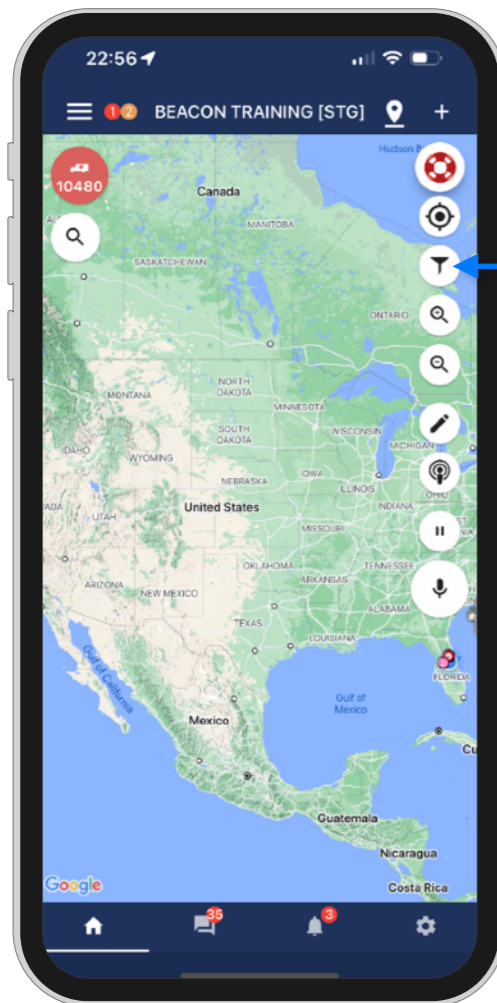 22:56
1 2 BEACON TRAINING [STG]
10480
Hudson
Canada
MANITOBA
SASKATCHEWAN
ONTARIO
MONTANA
NORTH
DAKOTA
MINNESOTA
SOUTH
DAKOTA
WISCONSIN
MICHIGAN
IDAHO
WYOMING
IOWA
NEBRASKA
ILLINOIS
INDIANA
OHIO
UTAH
United States
MISSOURI
OKLAHOMA
TENNESSEE
ARKANSAS
ARIZONA
NEW MEXICO
ALABAMA
TEXAS
LOUISIANA
Gulf of California
FLORIDA
Gulf of
Mexico
Mexico
Cu
Guatemala
Nicaragua
Google
Costa Rica
35
3